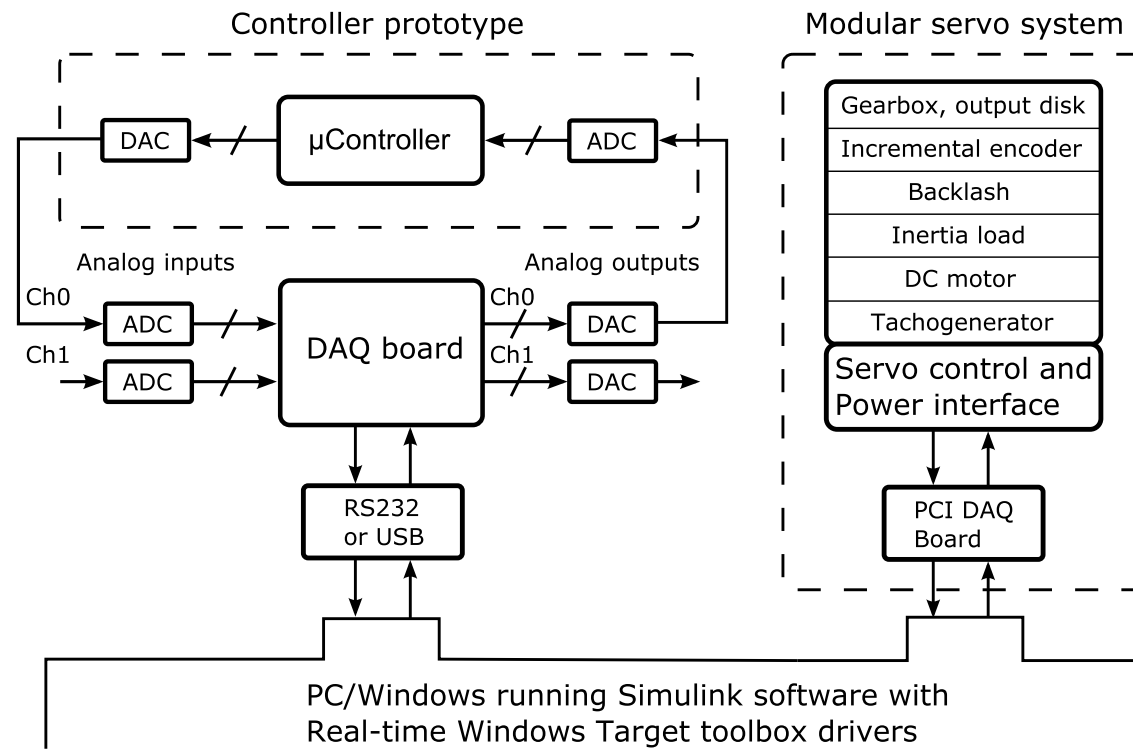 Controller prototype
Modular servo system
DAC
µController
ADC
Gearbox, output disk
Incremental encoder
Backlash
Inertia load
DC motor
Tachogenerator
Servo control and
Power interface
Analog inputs
Analog outputs
Ch0
ADC
Ch1
ADC
DAQ board
Ch0
DAC
Ch1
DAC
RS232
or USB
PCI DAQ
Board
PC/Windows running Simulink software with
Real-time Windows Target toolbox drivers